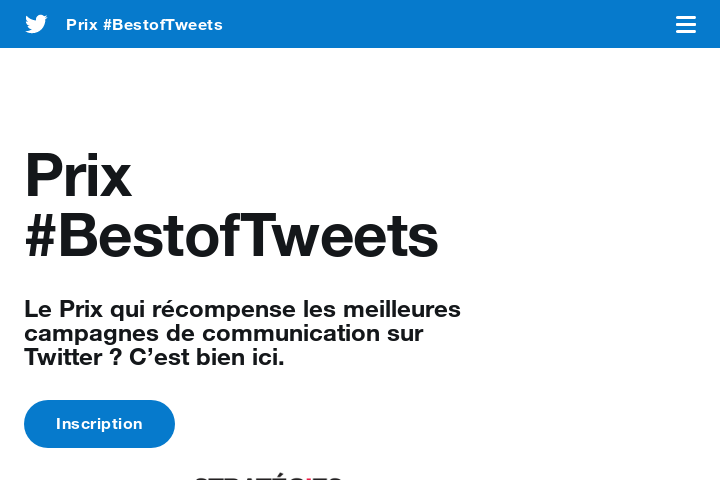 Prix #BestofTweets
Prix
#BestofTweets
Le Prix qui récompense les meilleures
campagnes de communication sur
Twitter ? C’est bien ici.
Inscription
STRATÉGIES